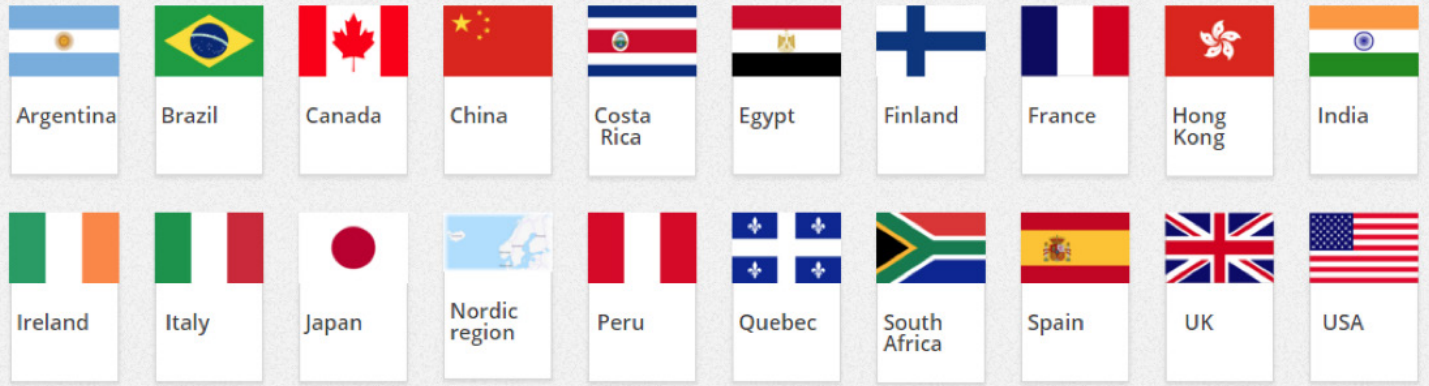 Argentina
Brazil
Canada
China
Costa
Rica
Egypt
Finland
France
Hong
Kong
India
Ireland
Italy
Japan
Nordic
region
Peru
Quebec
South
Africa
Spain
UK
USA